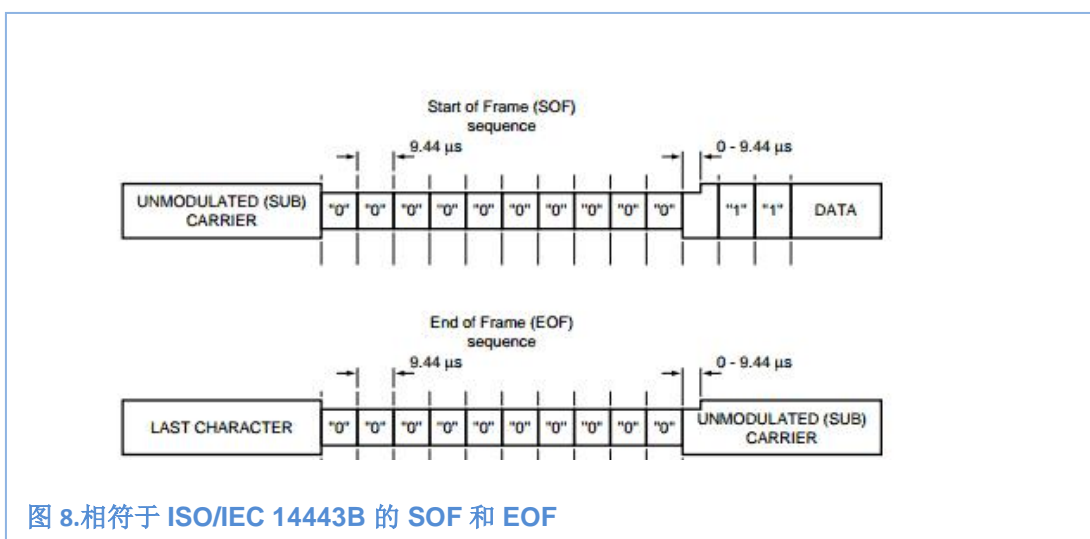 Start of Frame (SOF)
sequence
9.44 µs
0 - 9.44 µs
UNMODULATED (SUB)
CARRIER
"0" "0" "0" "0" "0" "0" "0" "0" "0" "0" "1" "1" DATA
End of Frame (EOF)
sequence
9.44 µs
0 - 9.44 µs
LAST CHARACTER
"0" "0" "0" "0" "0" "0" "0" "0" "0" "0"
UNMODULATED (SUB)
CARRIER
图 8.相符于 ISO/IEC 14443B 的 SOF 和 EOF